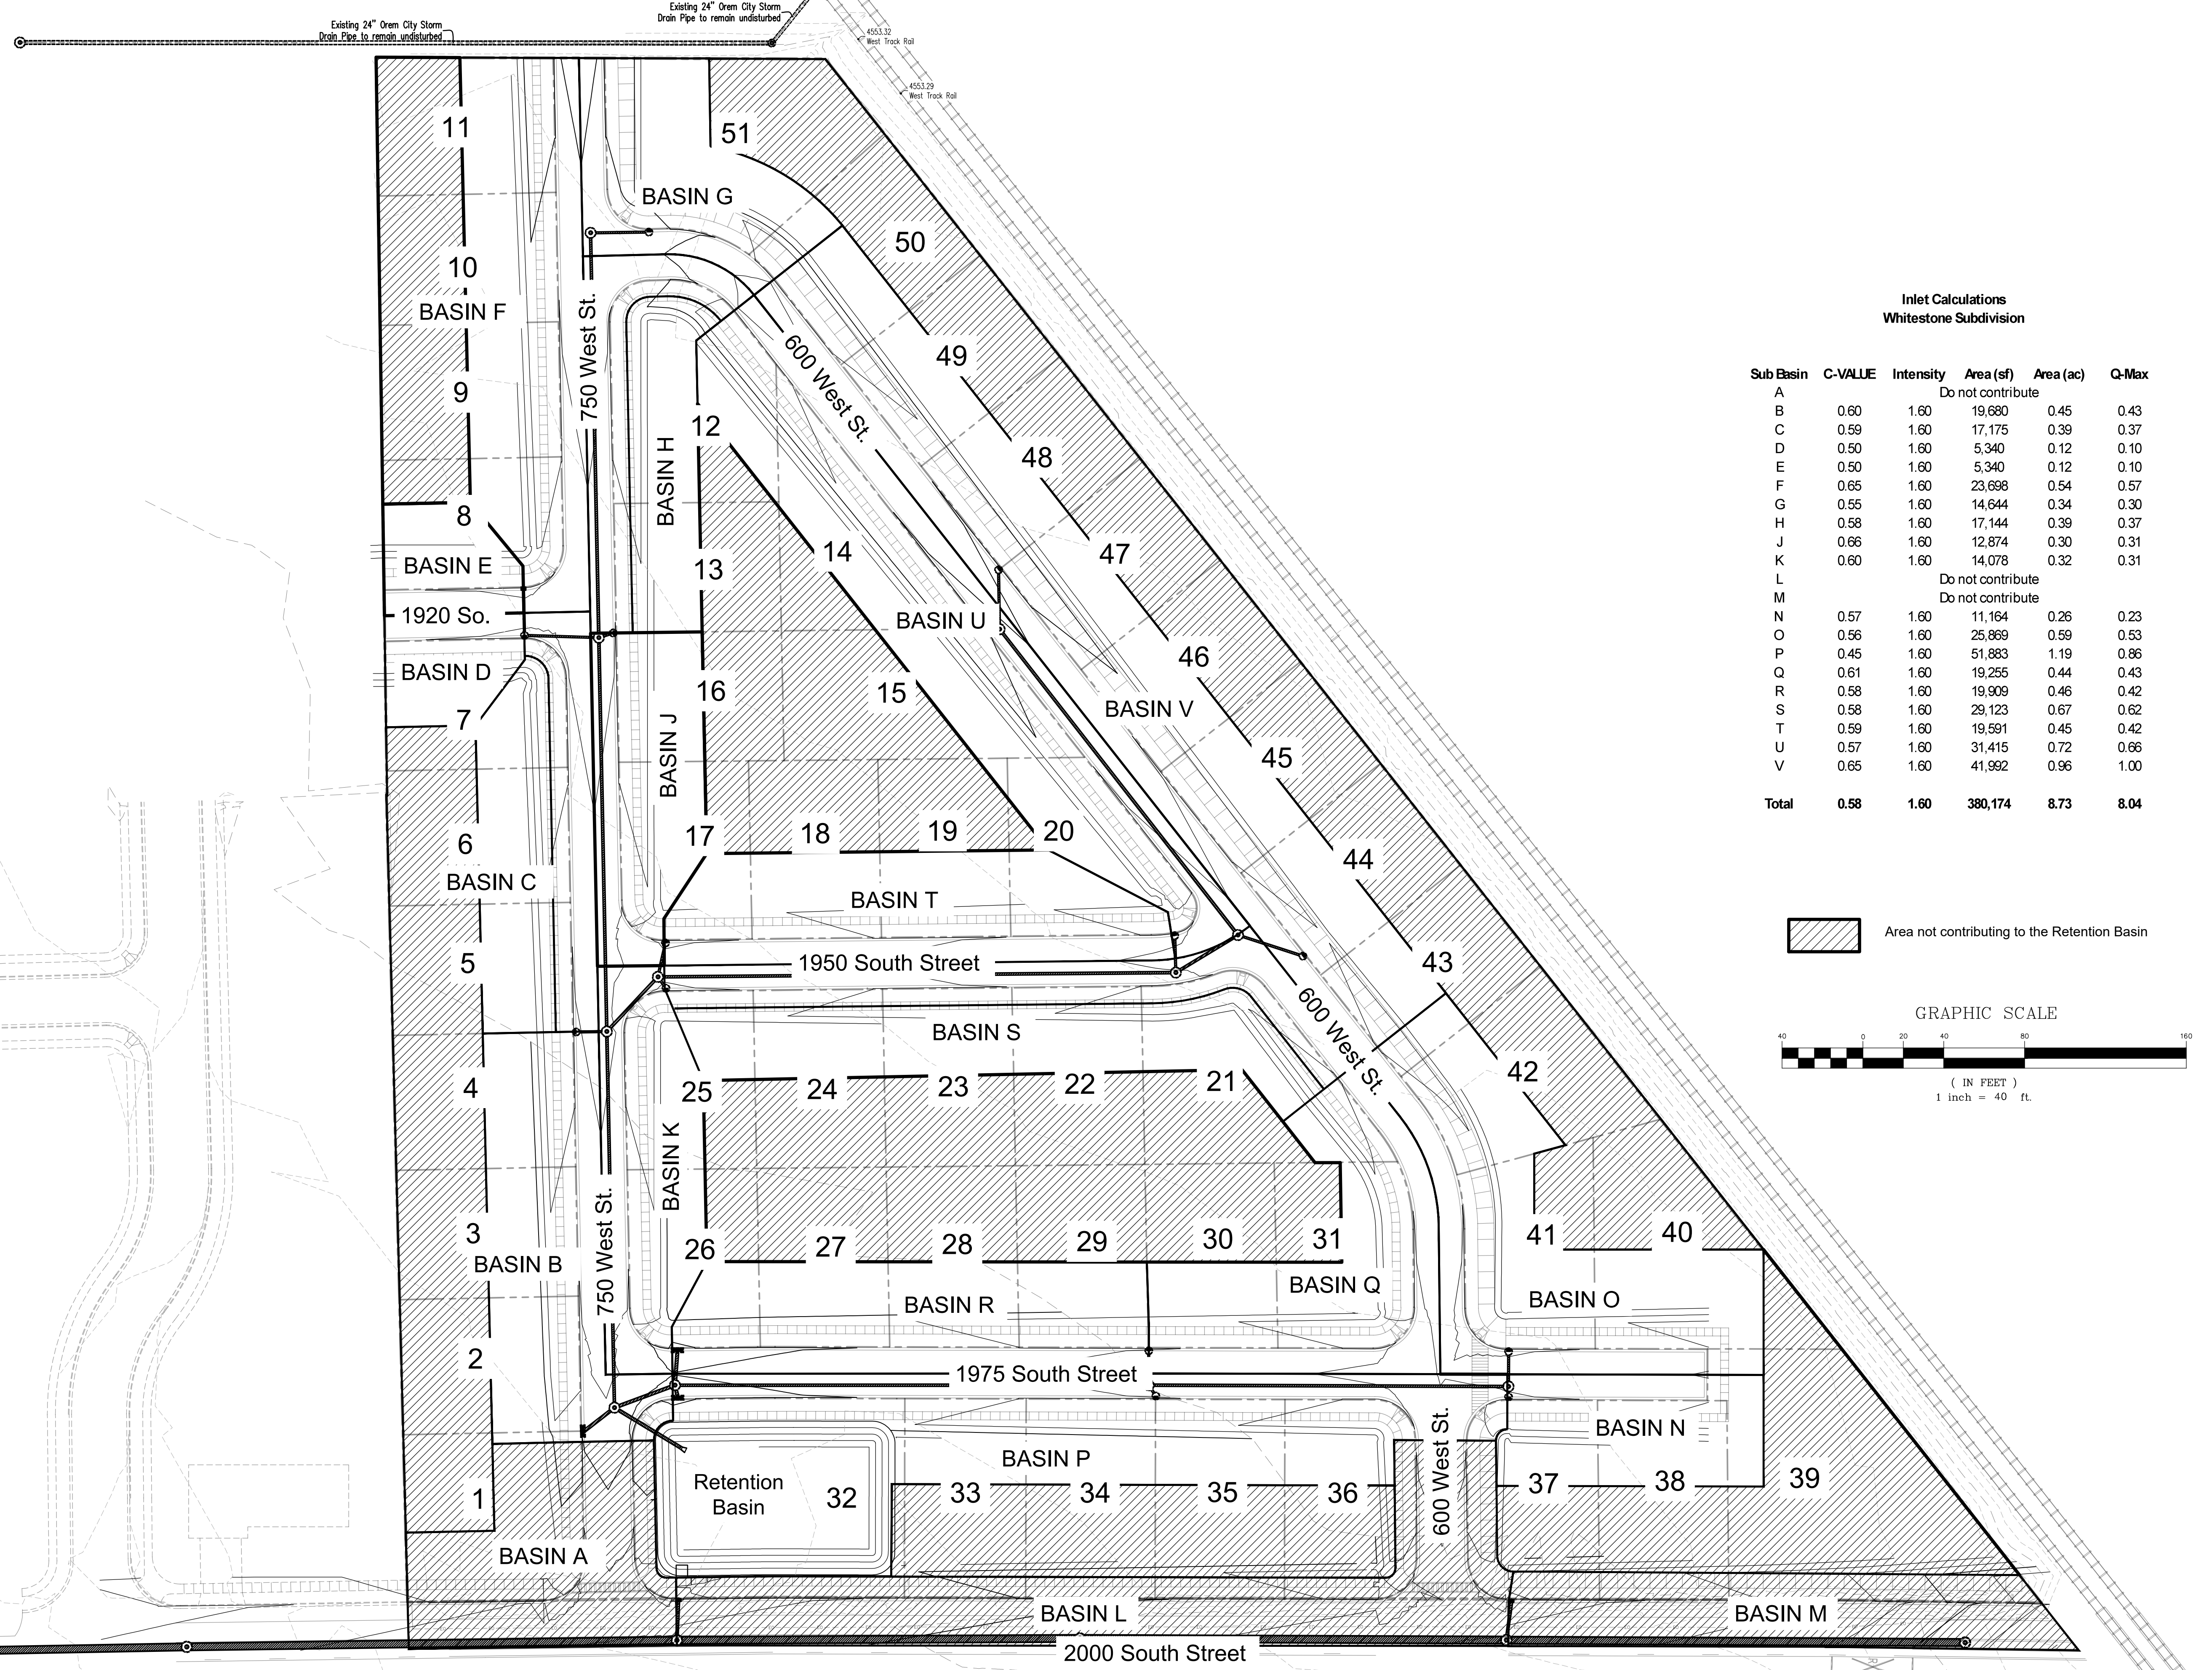 Existing 24" Orem City Storm
Drain Pipe to remain undisturbed
Existing 24" Orem City Storm
Drain Pipe to remain undisturbed
4553.32
West Track Rail
4553.29
West Track Rail
11
51
BASIN G
50
10
BASIN F
750 West St.
600 West St.
49
9
12
48
BASIN H
8
14
47
BASIN E
13
1920 So.
BASIN U
46
BASIN D
16
15
BASIN V
7
BASIN J
45
6
17
18
19
20
44
BASIN C
BASIN T
5
1950 South Street
43
600 West St.
BASIN S
42
4
25
24
23
22
21
BASIN K
3
26
27
28
29
30
31
41
40
BASIN B
750 West St.
BASIN Q
BASIN R
BASIN O
2
1975 South Street
BASIN N
BASIN P
600 West St.
1
Retention
Basin
32
33
34
35
36
37
38
39
BASIN A
BASIN L
BASIN M
2000 South Street
Inlet Calculations
Whitestone Subdivision
Sub Basin C-VALUE Intensity Area (sf) Area (ac) Q-Max
A Do not contribute
B 0.60 1.60 19,680 0.45 0.43
C 0.59 1.60 17,175 0.39 0.37
D 0.50 1.60 5,340 0.12 0.10
E 0.50 1.60 5,340 0.12 0.10
F 0.65 1.60 23,698 0.54 0.57
G 0.55 1.60 14,644 0.34 0.30
H 0.58 1.60 17,144 0.39 0.37
J 0.66 1.60 12,874 0.30 0.31
K 0.60 1.60 14,078 0.32 0.31
L Do not contribute
M Do not contribute
N 0.57 1.60 11,164 0.26 0.23
O 0.56 1.60 25,869 0.59 0.53
P 0.45 1.60 51,883 1.19 0.86
Q 0.61 1.60 19,255 0.44 0.43
R 0.58 1.60 19,909 0.46 0.42
S 0.58 1.60 29,123 0.67 0.62
T 0.59 1.60 19,591 0.45 0.42
U 0.57 1.60 31,415 0.72 0.66
V 0.65 1.60 41,992 0.96 1.00
Total 0.58 1.60 380,174 8.73 8.04
Area not contributing to the Retention Basin
GRAPHIC SCALE
40 0 20 40 80 160
( IN FEET )
1 inch = 40 ft.